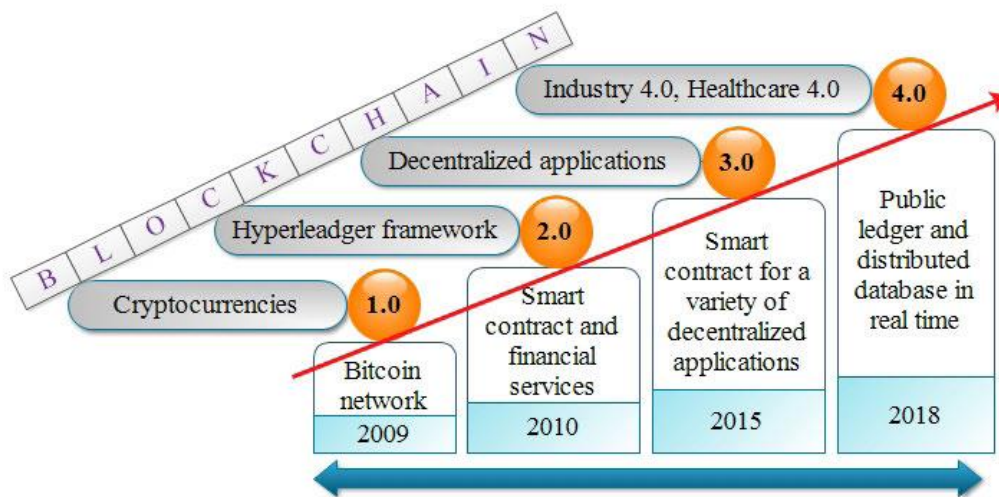 BLOCKCHAIN
Industry 4.0, Healthcare 4.0
4.0
Decentralized applications
3.0
Hyperleadger framework
2.0
Cryptocurrencies
1.0
Bitcoin
network
2009
Smart
contract and
financial
services
2010
Smart
contract for a
variety of
decentralized
applications
2015
Public
ledger and
distributed
database in
real time
2018